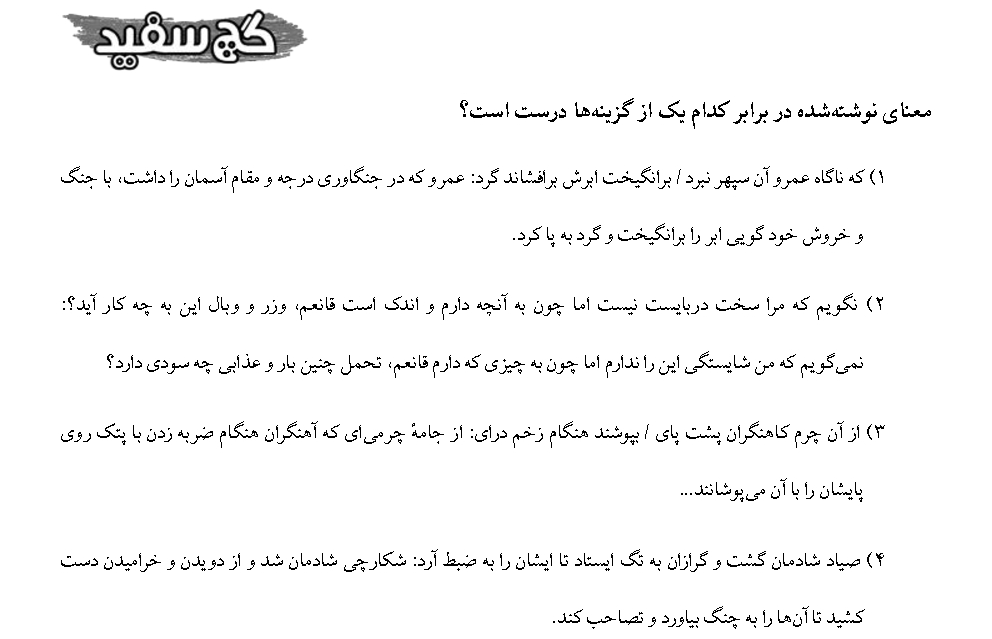 گچ سفید
معنای نوشته‌شده در برابر کدام یک از گزینه‌ها درست است؟
۱) که ناگاه عمرو آن سپهر نبرد / برانگیخت ابرش برافشاند گرد: عمرو که در جنگاوری درجه و مقام آسمان را داشت، با جنگ
و خروش خود گویی ابر را برانگیخت و گرد به پا کرد.
۲) نگویم که مرا سخت دربایست نیست اما چون به آنچه دارم و اندک است قانعم، وزر و وبال این به چه کار آید؟:
نمی‌گویم که من شایستگی این را ندارم اما چون به چیزی که دارم قانعم، تحمل چنین بار و عذابی چه سودی دارد؟
۳) از آن چرم کاهنگران پشت پای / بپوشند هنگام زخم درای: از جامهٔ چرمی‌ای که آهنگران هنگام ضربه زدن با پتک روی
پایشان را با آن می‌پوشانند...
۴) صیاد شادمان گشت و گرازان به تگ ایستاد تا ایشان را به ضبط آرد: شکارچی شادمان شد و از دویدن و خرامیدن دست
کشید تا آن‌ها را به چنگ بیاورد و تصاحب کند.